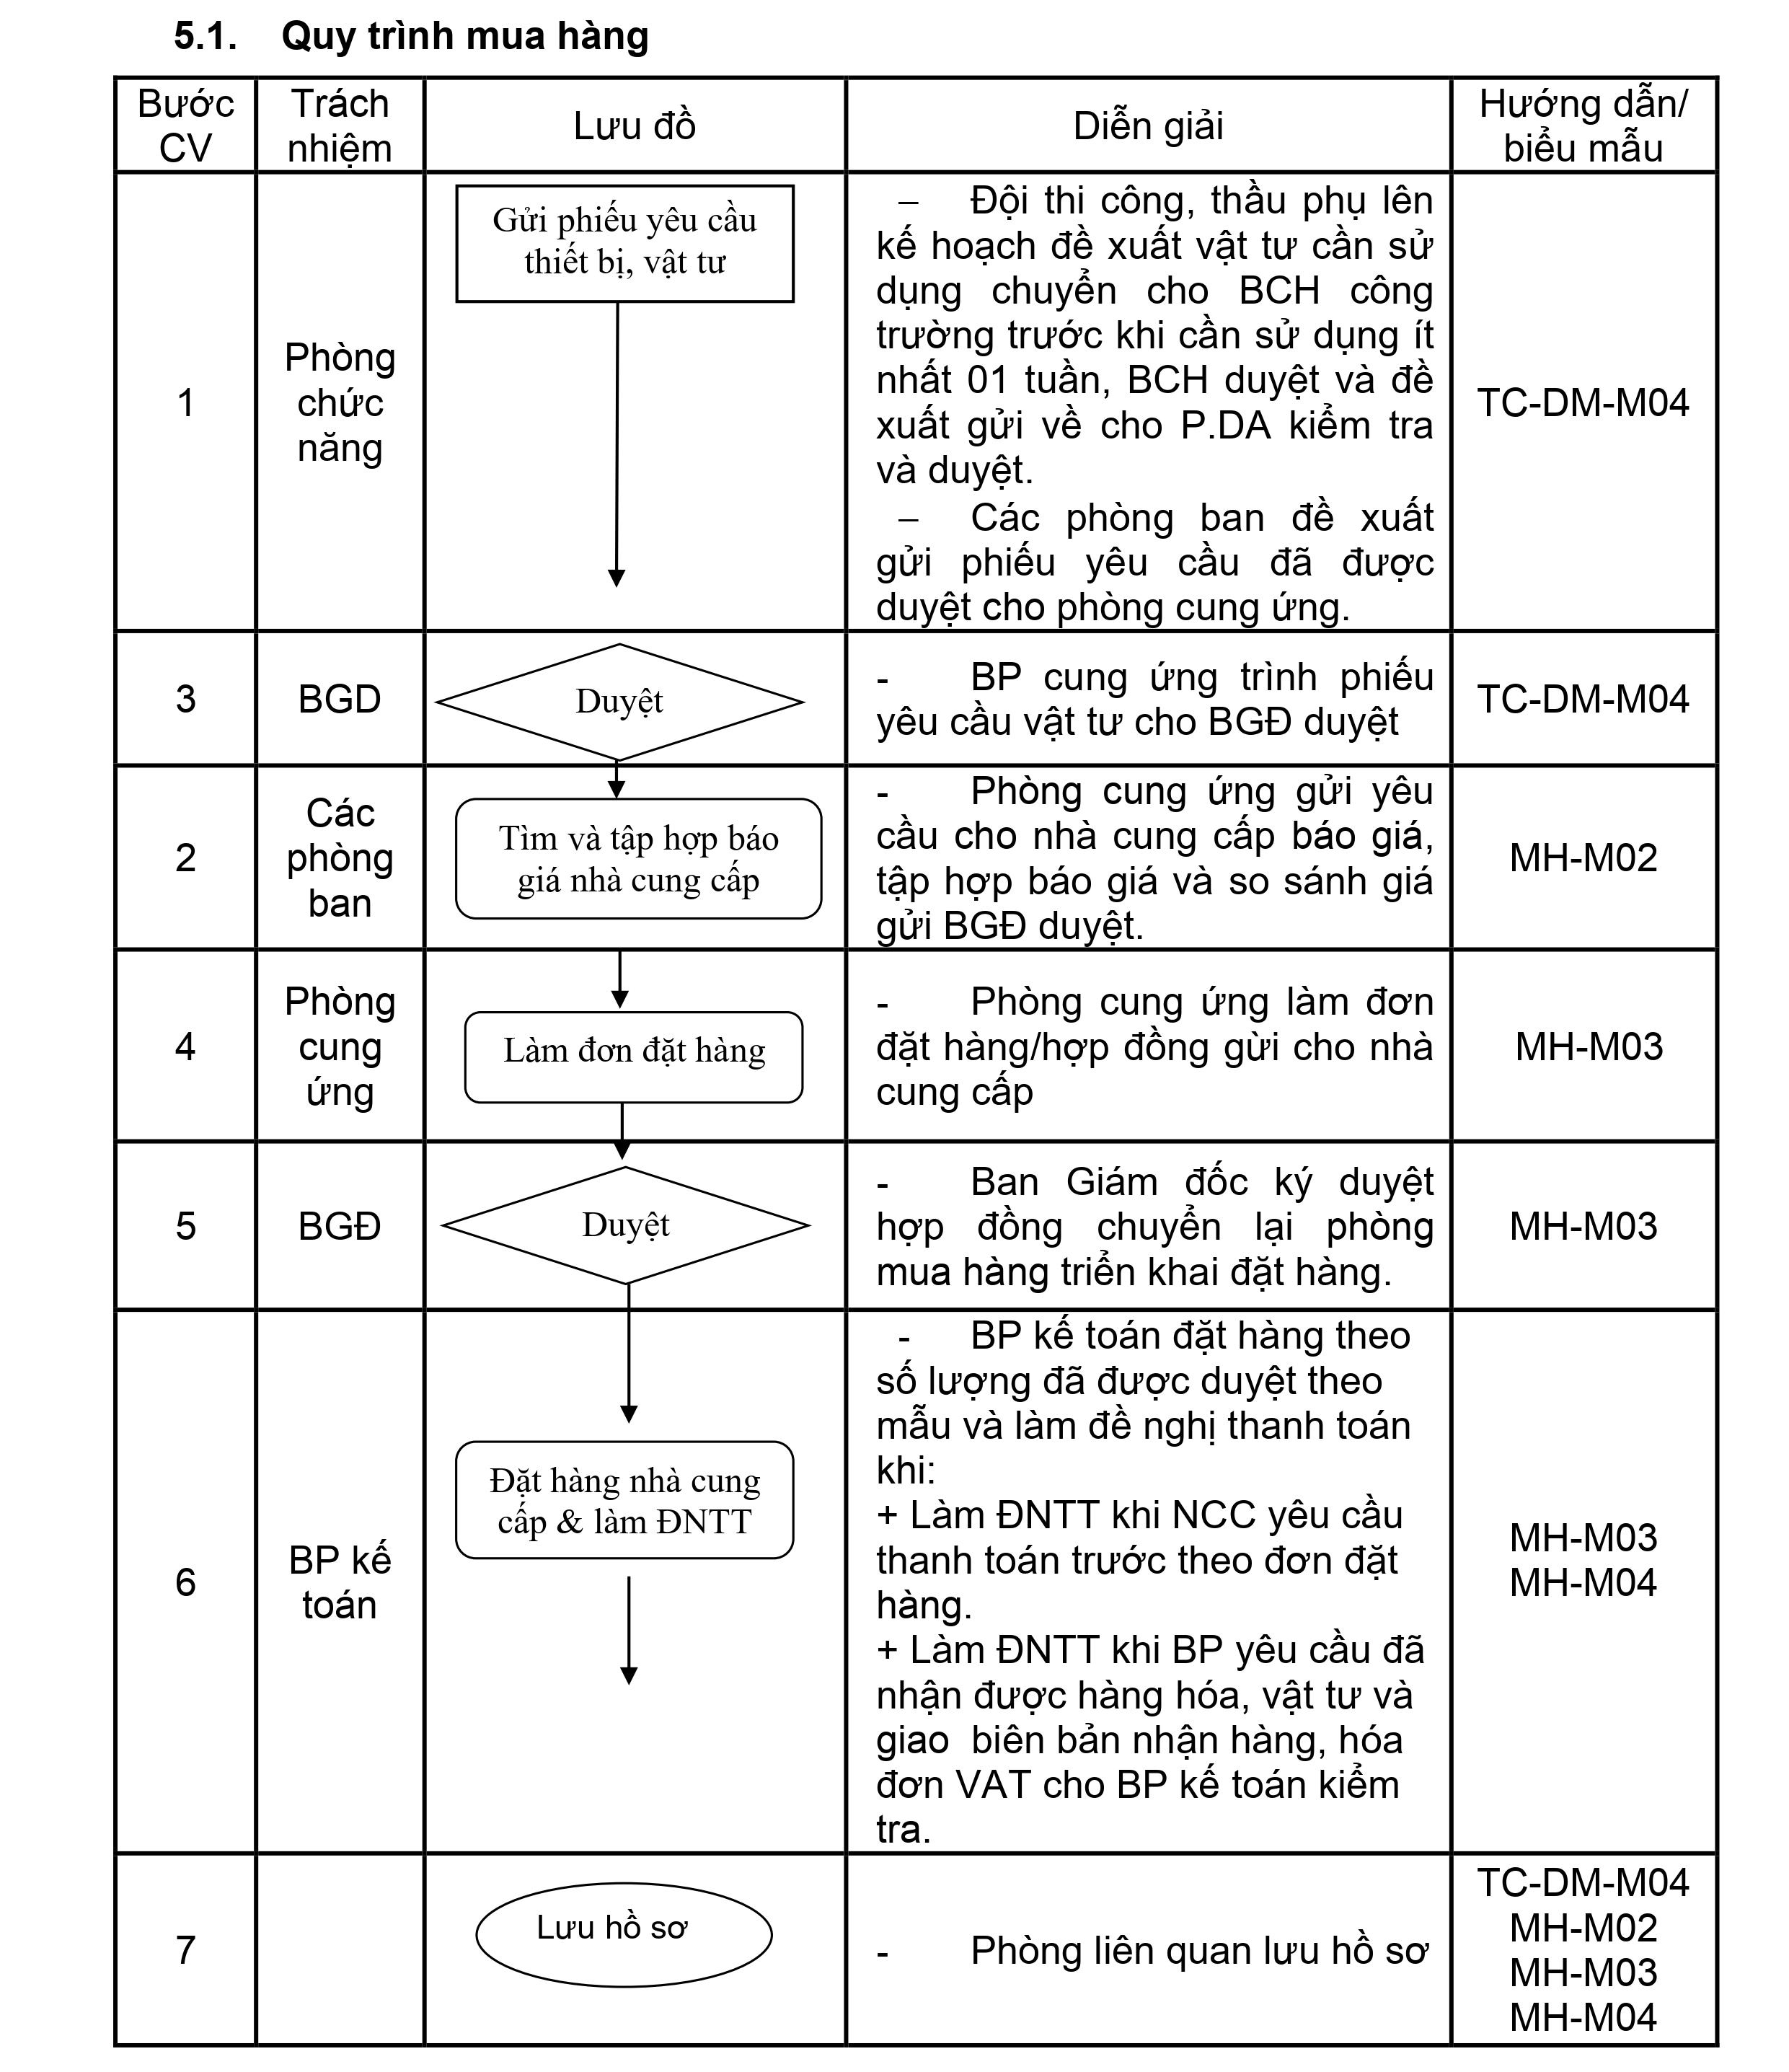 5.1. Quy trình mua hàng
Bước
CV
Trách
nhiệm
Lưu đồ
Diễn giải
Hướng dẫn/
biểu mẫu
1
Phòng
chức
năng
Gửi phiếu yêu cầu
thiết bị, vật tư
– Đội thi công, thầu phụ lên
kế hoạch đề xuất vật tư cần sử
dụng chuyển cho BCH công
trường trước khi cần sử dụng ít
nhất 01 tuần, BCH duyệt và đề
xuất gửi về cho P.DA kiểm tra
và duyệt.
– Các phòng ban đề xuất
gửi phiếu yêu cầu đã được
duyệt cho phòng cung ứng.
TC-DM-M04
3
BGD
Duyệt
- BP cung ứng trình phiếu
yêu cầu vật tư cho BGĐ duyệt
TC-DM-M04
2
Các
phòng
ban
Tìm và tập hợp báo
giá nhà cung cấp
- Phòng cung ứng gửi yêu
cầu cho nhà cung cấp báo giá,
tập hợp báo giá và so sánh giá
gửi BGĐ duyệt.
MH-M02
4
Phòng
cung
ứng
Làm đơn đặt hàng
- Phòng cung ứng làm đơn
đặt hàng/hợp đồng gừi cho nhà
cung cấp
MH-M03
5
BGĐ
Duyệt
- Ban Giám đốc ký duyệt
hợp đồng chuyển lại phòng
mua hàng triển khai đặt hàng.
MH-M03
6
BP kế
toán
Đặt hàng nhà cung
cấp & làm ĐNTT
- BP kế toán đặt hàng theo
số lượng đã được duyệt theo
mẫu và làm đề nghị thanh toán
khi:
+ Làm ĐNTT khi NCC yêu cầu
thanh toán trước theo đơn đặt
hàng.
+ Làm ĐNTT khi BP yêu cầu đã
nhận được hàng hóa, vật tư và
giao biên bản nhận hàng, hóa
đơn VAT cho BP kế toán kiểm
tra.
MH-M03
MH-M04
7
Lưu hồ sơ
- Phòng liên quan lưu hồ sơ
TC-DM-M04
MH-M02
MH-M03
MH-M04